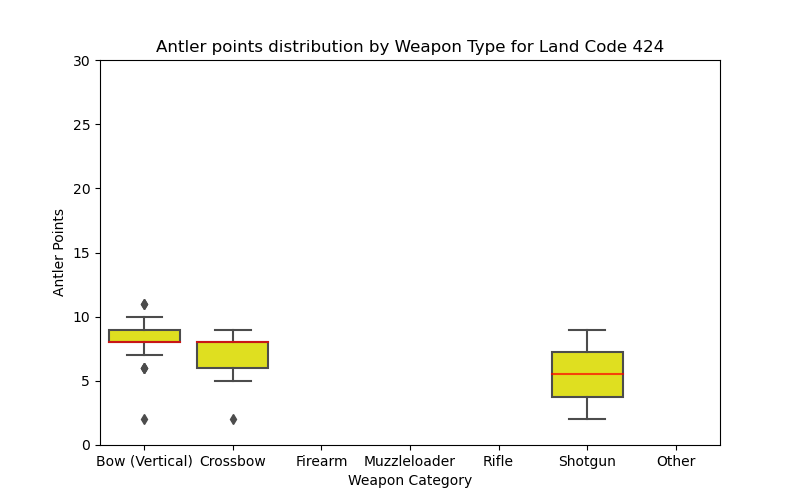 Antler points distribution by Weapon Type for Land Code 424
30
25
20
15
10
5
0
Antler Points
Bow (Vertical) Crossbow Firearm Muzzleloader Rifle Shotgun Other
Weapon Category